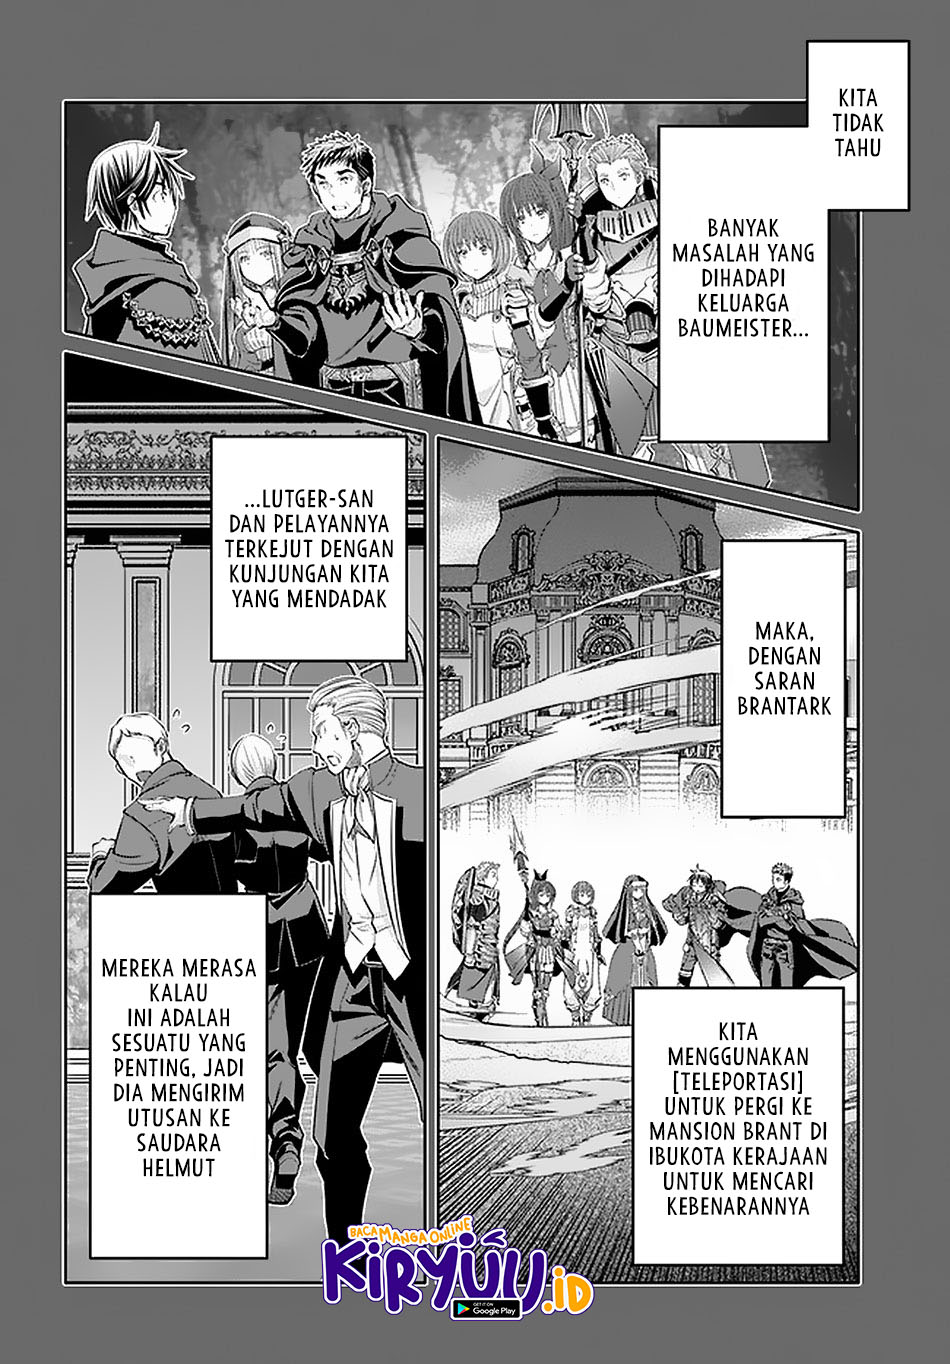 KITA
TIDAK
TAHU
BANYAK
MASALAH YANG
DIHADAPI
KELUARGA
BAUMEISTER...
MAKA,
DENGAN
SARAN
BRANTARK
KITA
MENGGUNAKAN
[TELEPORTASI]
UNTUK PERGI KE
MANSION BRANT DI
IBUKOTA KERAJAAN
UNTUK MENCARI
KEBENARANNYA
...LUTGER-SAN
DAN PELAYANNYA
TERKEJUT DENGAN
KUNJUNGAN KITA
YANG MENDADAK
MEREKA MERASA
KALAU
INI ADALAH
SESUATU YANG
PENTING, JADI
DIA MENGIRIM
UTUSAN KE
SAUDARA
HELMUT
BACA MANGA ONLINE
KIRYUU.ID
GET IT ON
Google Play